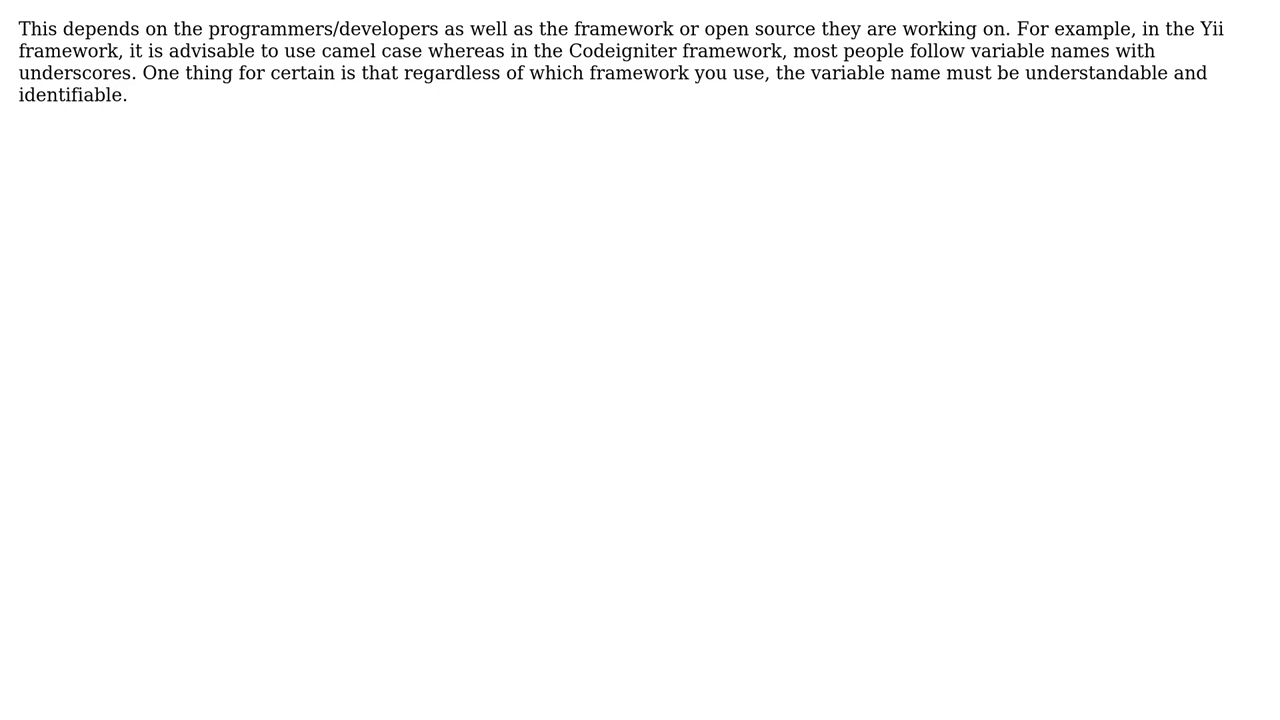 This depends on the programmers/developers as well as the framework or open source they are working on. For example, in the Yii
framework, it is advisable to use camel case whereas in the Codeigniter framework, most people follow variable names with
underscores. One thing for certain is that regardless of which framework you use, the variable name must be understandable and
identifiable.